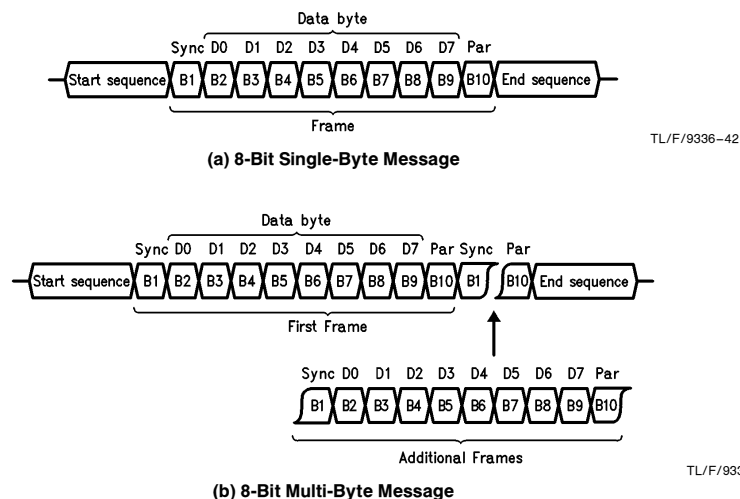 Data byte
Sync D0 D1 D2 D3 D4 D5 D6 D7 Par
Start sequence B1 B2 B3 B4 B5 B6 B7 B8 B9 B10 End sequence
Frame
TL/F/9336–42
(a) 8-Bit Single-Byte Message
Data byte
Sync D0 D1 D2 D3 D4 D5 D6 D7 Par Sync Par
Start sequence B1 B2 B3 B4 B5 B6 B7 B8 B9 B10 B1 B10 End sequence
First Frame
Sync D0 D1 D2 D3 D4 D5 D6 D7 Par
B1 B2 B3 B4 B5 B6 B7 B8 B9 B10
Additional Frames
TL/F/933
(b) 8-Bit Multi-Byte Message